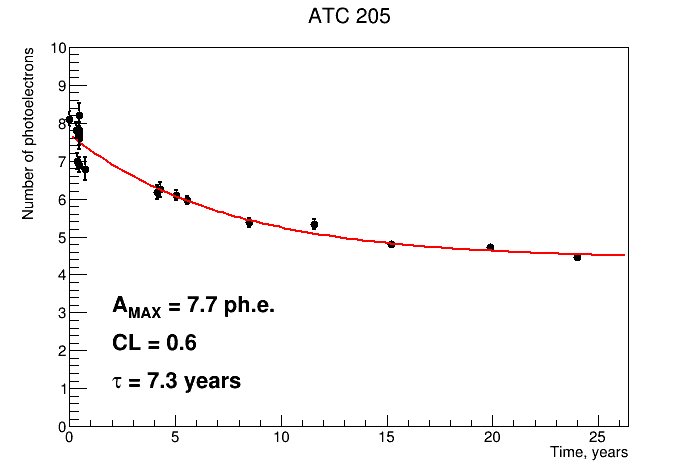 ATC 205
Number of photoelectrons
10
9
8
7
6
5
4
3
2
1
0
A_MAX = 7.7 ph.e.
CL = 0.6
τ = 7.3 years
0 5 10 15 20 25
Time, years